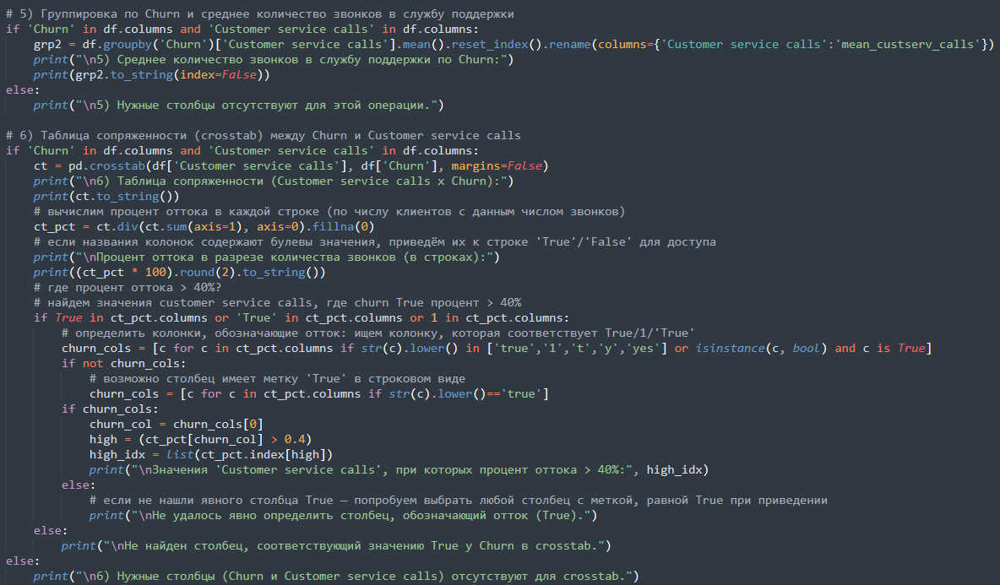 # 5) Группировка по Churn и среднее количество звонков в службу поддержки
if 'Churn' in df.columns and 'Customer service calls' in df.columns:
    grp2 = df.groupby('Churn')['Customer service calls'].mean().reset_index().rename(columns={'Customer service calls':'mean_custserv_calls'})
    print("\n5) Среднее количество звонков в службу поддержки по Churn:")
    print(grp2.to_string(index=False))
else:
    print("\n5) Нужные столбцы отсутствуют для этой операции.")

# 6) Таблица сопряженности (crosstab) между Churn и Customer service calls
if 'Churn' in df.columns and 'Customer service calls' in df.columns:
    ct = pd.crosstab(df['Customer service calls'], df['Churn'], margins=False)
    print("\n6) Таблица сопряженности (Customer service calls x Churn):")
    print(ct.to_string())
    # вычислим процент оттока в каждой строке (по числу клиентов с данным числом звонков)
    ct_pct = ct.div(ct.sum(axis=1), axis=0).fillna(0)
    # если названия колонок содержают булевы значения, приведём их к строке 'True'/'False' для доступа
    print("\nПроцент оттока в разрезе количества звонков (в строках):")
    print((ct_pct * 100).round(2).to_string())
    # где процент оттока > 40%?
    # найдем значения customer service calls, где churn True процент > 40%
    if True in ct_pct.columns or 'True' in ct_pct.columns or 1 in ct_pct.columns:
        # определить колонки, обозначающие отток: ищем колонку, которая соответствует True/1/'True'
        churn_cols = [c for c in ct_pct.columns if str(c).lower() in ['true','1','t','y','yes'] or isinstance(c, bool) and c is True]
        if not churn_cols:
            # возможно столбец имеет метку 'True' в строковом виде
            churn_cols = [c for c in ct_pct.columns if str(c).lower()=='true']
        if churn_cols:
            churn_col = churn_cols[0]
            high = (ct_pct[churn_col] > 0.4)
            high_idx = list(ct_pct.index[high])
            print("\nЗначения 'Customer service calls', при которых процент оттока > 40%:", high_idx)
        else:
            # если не нашли явного столбца True — попробуем выбрать любой столбец с меткой, равной True при приведении
            print("\nНе удалось явно определить столбец, обозначающий отток (True).")
    else:
        print("\nНе найден столбец, соответствующий значению True у Churn в crosstab.")
else:
    print("\n6) Нужные столбцы (Churn и Customer service calls) отсутствуют для crosstab.")